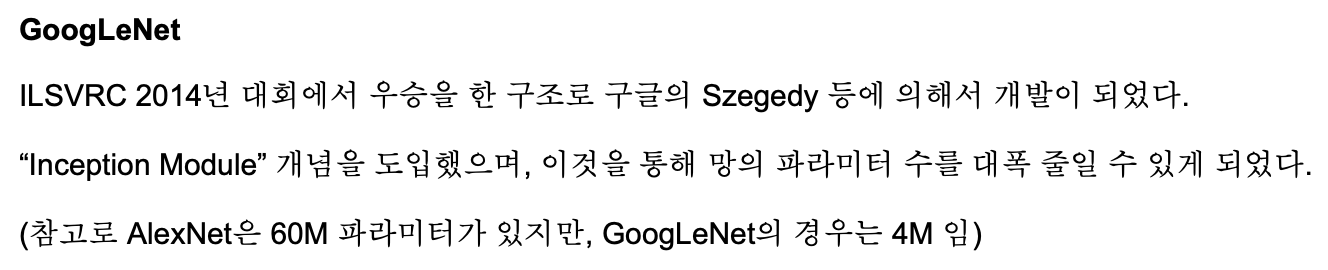 GoogLeNet
ILSVRC 2014년 대회에서 우승을 한 구조로 구글의 Szegedy 등에 의해서 개발이 되었다.
“Inception Module” 개념을 도입했으며, 이것을 통해 망의 파라미터 수를 대폭 줄일 수 있게 되었다.
(참고로 AlexNet은 60M 파라미터가 있지만, GoogLeNet의 경우는 4M 임)